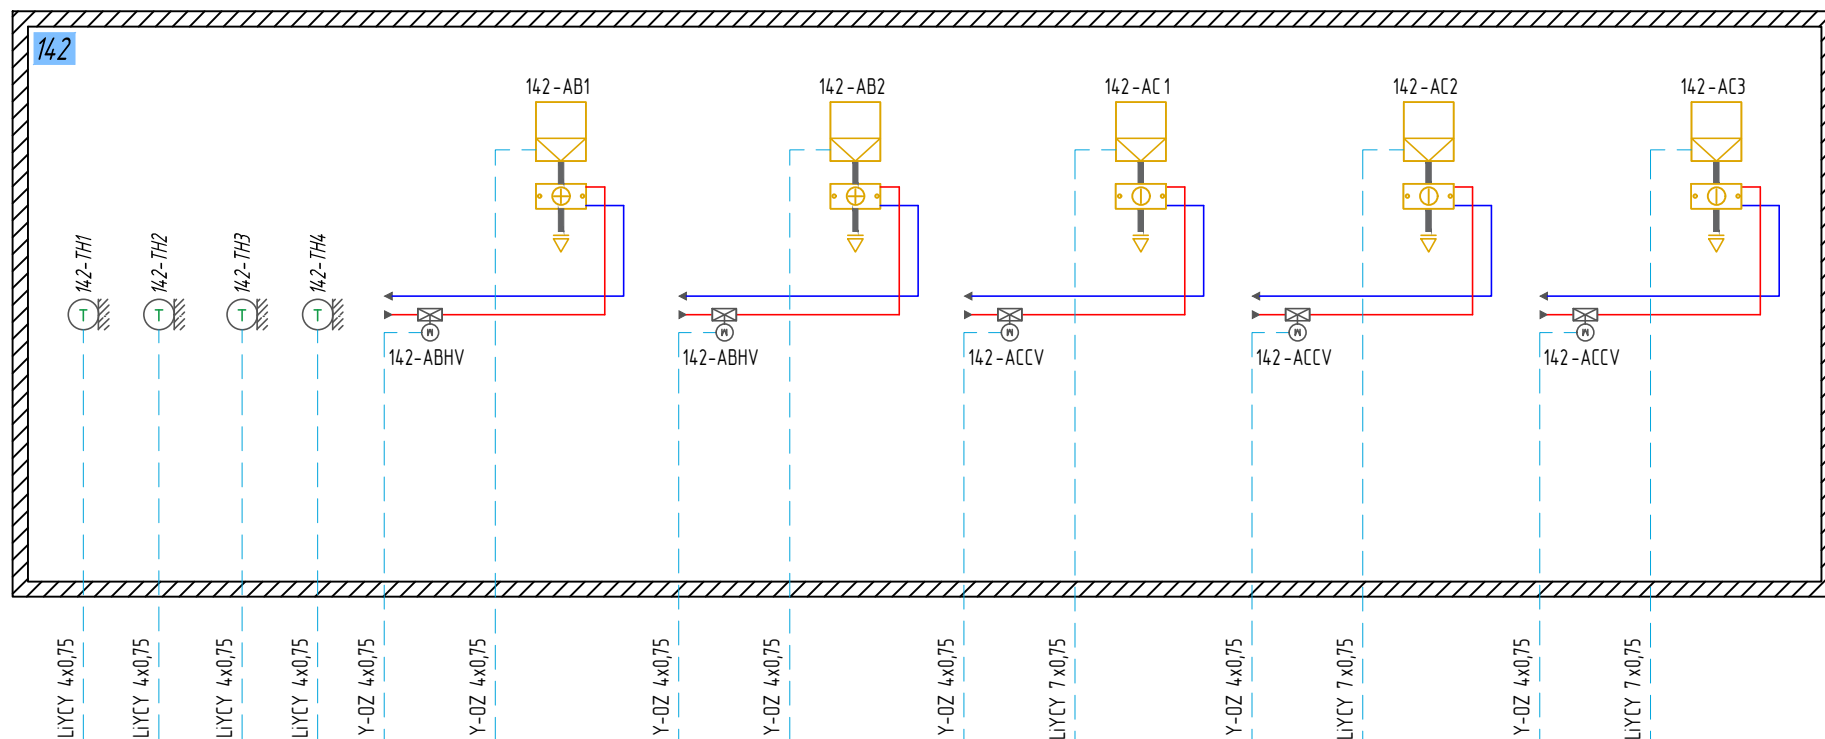 142
142-AB1
142-AB2
142-AC1
142-AC2
142-AC3
142-TH1
142-TH2
142-TH3
142-TH4
T
T
T
T
M
M
M
M
M
142-ABHV
142-ABHV
142-ACCV
142-ACCV
142-ACCV
LiYCY 4x0,75
LiYCY 4x0,75
LiYCY 4x0,75
LiYCY 4x0,75
Y-OZ 4x0,75
Y-OZ 4x0,75
Y-OZ 4x0,75
Y-OZ 4x0,75
Y-OZ 4x0,75
LiYCY 7x0,75
Y-OZ 4x0,75
LiYCY 7x0,75
Y-OZ 4x0,75
LiYCY 7x0,75